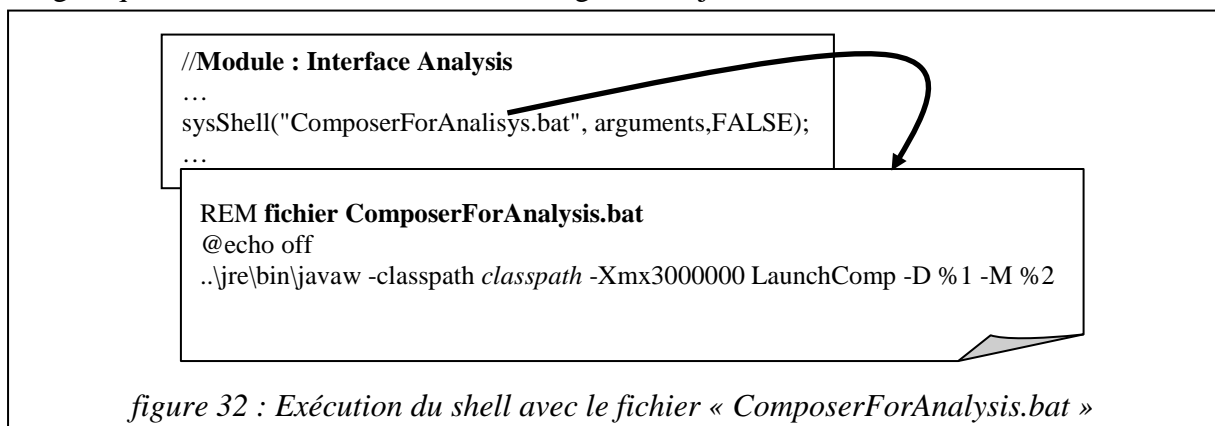 //Module : Interface Analysis
…
sysShell("ComposerForAnalisys.bat", arguments,FALSE);
…
REM fichier ComposerForAnalysis.bat
@echo off
..\jre\bin\javaw -classpath classpath -Xmx3000000 LaunchComp -D %1 -M %2
figure 32 : Exécution du shell avec le fichier « ComposerForAnalysis.bat »